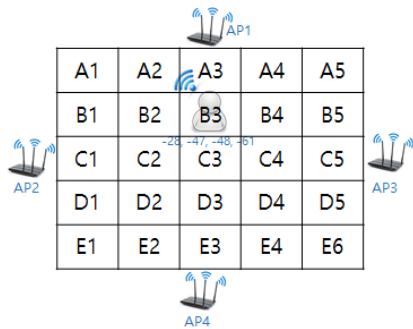 AP1
A1 A2 A3 A4 A5
B1 B2 B3 B4 B5
-28, -47, -48, -61
AP2 C1 C2 C3 C4 C5 AP3
D1 D2 D3 D4 D5
E1 E2 E3 E4 E6
AP4